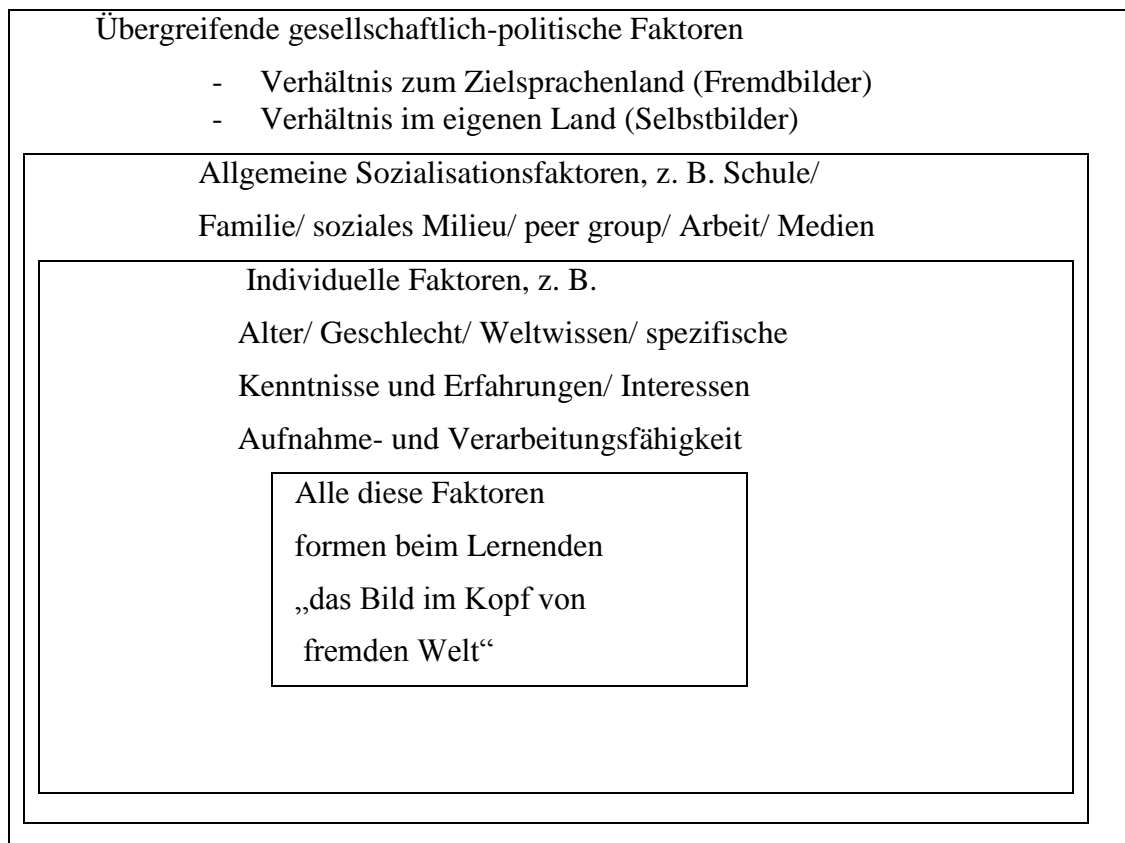 Übergreifende gesellschaftlich-politische Faktoren
- Verhältnis zum Zielsprachenland (Fremdbilder)
- Verhältnis im eigenen Land (Selbstbilder)
Allgemeine Sozialisationsfaktoren, z. B. Schule/
Familie/ soziales Milieu/ peer group/ Arbeit/ Medien
Individuelle Faktoren, z. B.
Alter/ Geschlecht/ Weltwissen/ spezifische
Kenntnisse und Erfahrungen/ Interessen
Aufnahme- und Verarbeitungsfähigkeit
Alle diese Faktoren
formen beim Lernenden
„das Bild im Kopf von
fremden Welt“